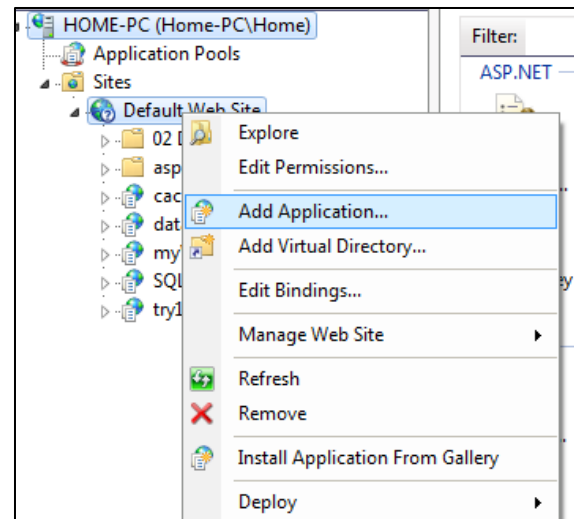 HOME-PC (Home-PC\Home)
Application Pools
Sites
Default Web Site
02
asp
cac
dat
my
SQL
try1
Filter:
ASP.NET
Explore
Edit Permissions...
Add Application...
Add Virtual Directory...
Edit Bindings...
Manage Web Site
Refresh
Remove
Install Application From Gallery
Deploy